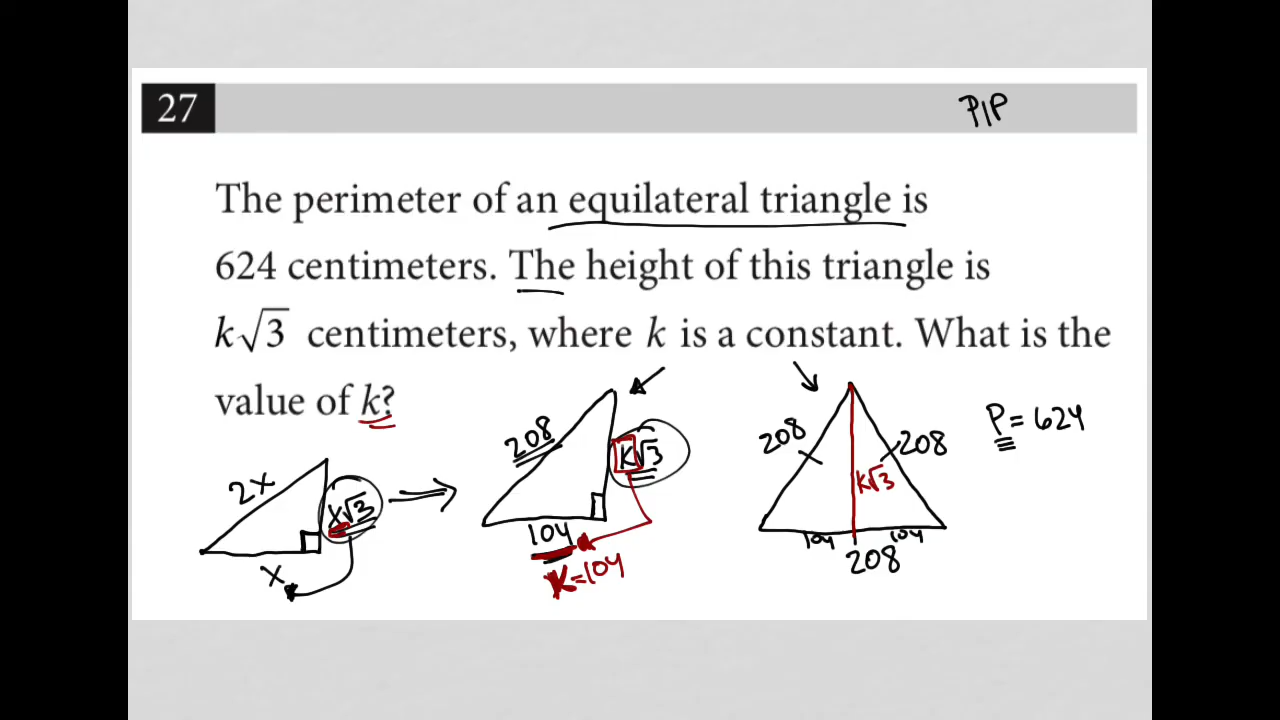 27
PIP
The perimeter of an equilateral triangle is
624 centimeters. The height of this triangle is
k√3 centimeters, where k is a constant. What is the
value of k?
2x
x√3
x
208
k√3
104
K=104
208
208
k√3
104
104
208
P = 624